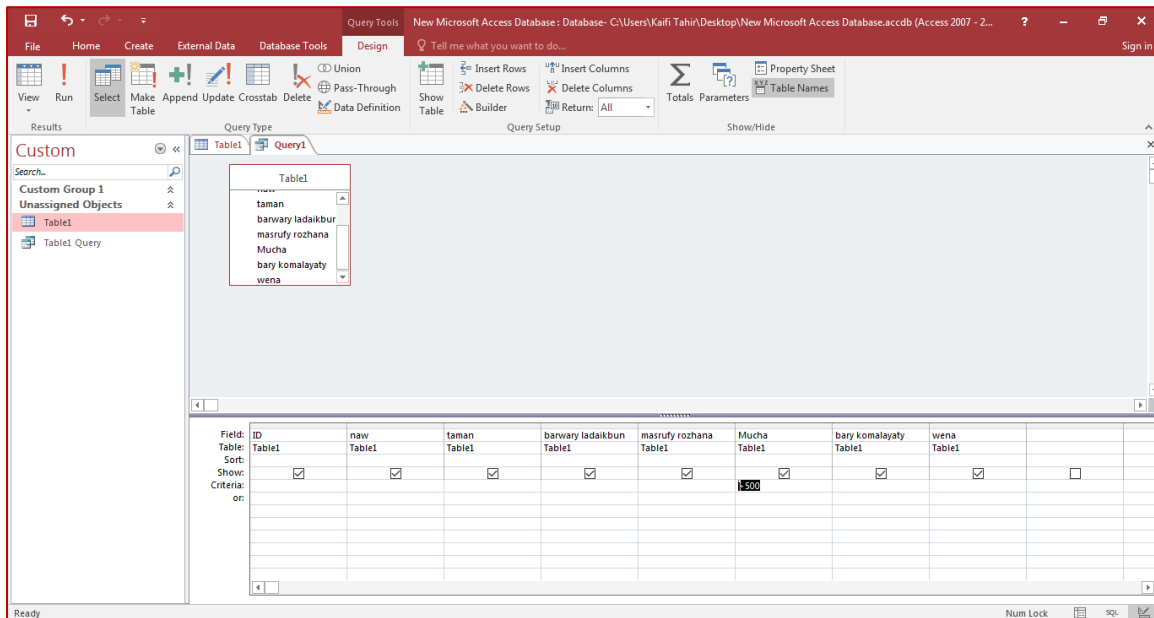 Query Tools New Microsoft Access Database : Database- C:\Users\Kaifi Tahir\Desktop\New Microsoft Access Database.accdb (Access 2007 - 2... ?
File Home Create External Data Database Tools Design Tell me what you want to do... Sign in
Union Insert Rows Insert Columns Property Sheet
Pass-Through Delete Rows Delete Columns Table Names
View Run Select Make Table Append Update Crosstab Delete Data Definition Show Table Builder Return: All Totals Parameters
Results Query Type Query Setup Show/Hide
Custom
Table1 Query1
Search...
Custom Group 1
Unassigned Objects
Table1
Table1 Query
Table1
naw
taman
barwary ladaikbur
masrufy rozhana
Mucha
bary komalayaty
wena
Field: ID naw taman barwary ladaikbun masrufy rozhana Mucha bary komalayaty wena
Table: Table1 Table1 Table1 Table1 Table1 Table1 Table1 Table1
Sort:
Show:
Criteria: 500
or:
Ready Num Lock SQL